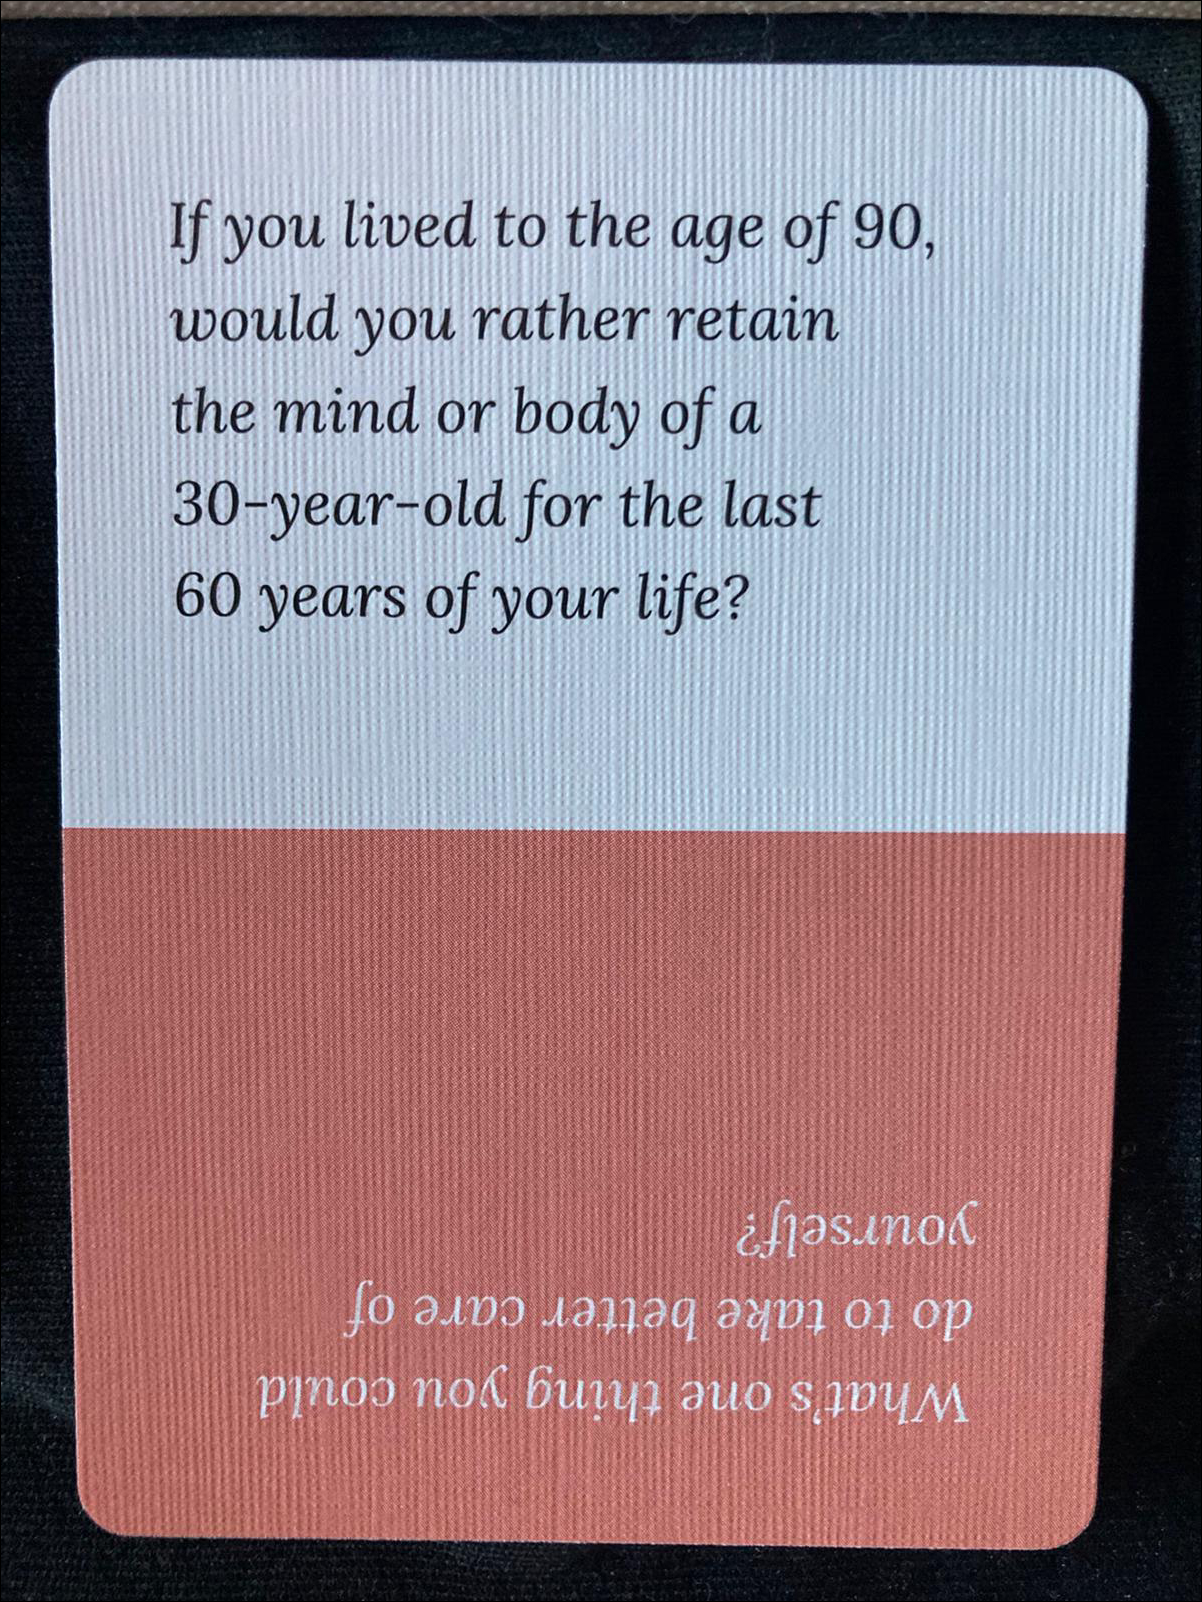 If you lived to the age of 90,
would you rather retain
the mind or body of a
30-year-old for the last
60 years of your life?
What's one thing you could
do to take better care of
yourself?